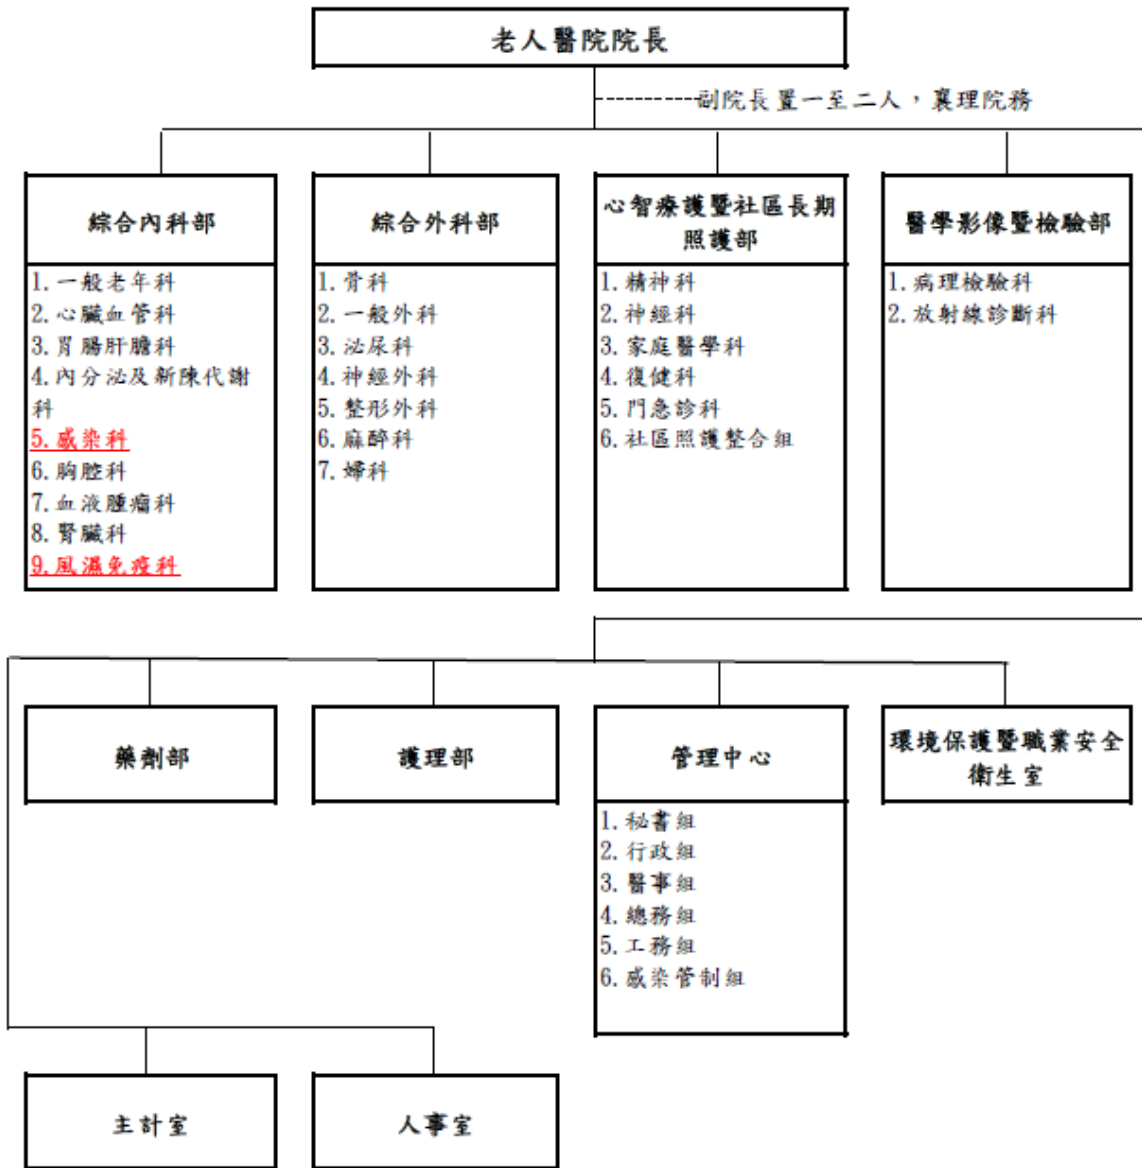 老人醫院院長
副院長置一至二人，襄理院務
綜合內科部
1.一般老年科
2.心臟血管科
3.胃腸肝膽科
4.內分泌及新陳代謝
科
5.感染科
6.胸腔科
7.血液腫瘤科
8.腎臟科
9.風濕免疫科
綜合外科部
1.骨科
2.一般外科
3.泌尿科
4.神經外科
5.整形外科
6.麻醉科
7.婦科
心智療護暨社區長期
照護部
1.精神科
2.神經科
3.家庭醫學科
4.復健科
5.門急診科
6.社區照護整合組
醫學影像暨檢驗部
1.病理檢驗科
2.放射線診斷科
藥劑部
護理部
管理中心
1.秘書組
2.行政組
3.醫事組
4.總務組
5.工務組
6.感染管制組
環境保護暨職業安全
衛生室
主計室
人事室